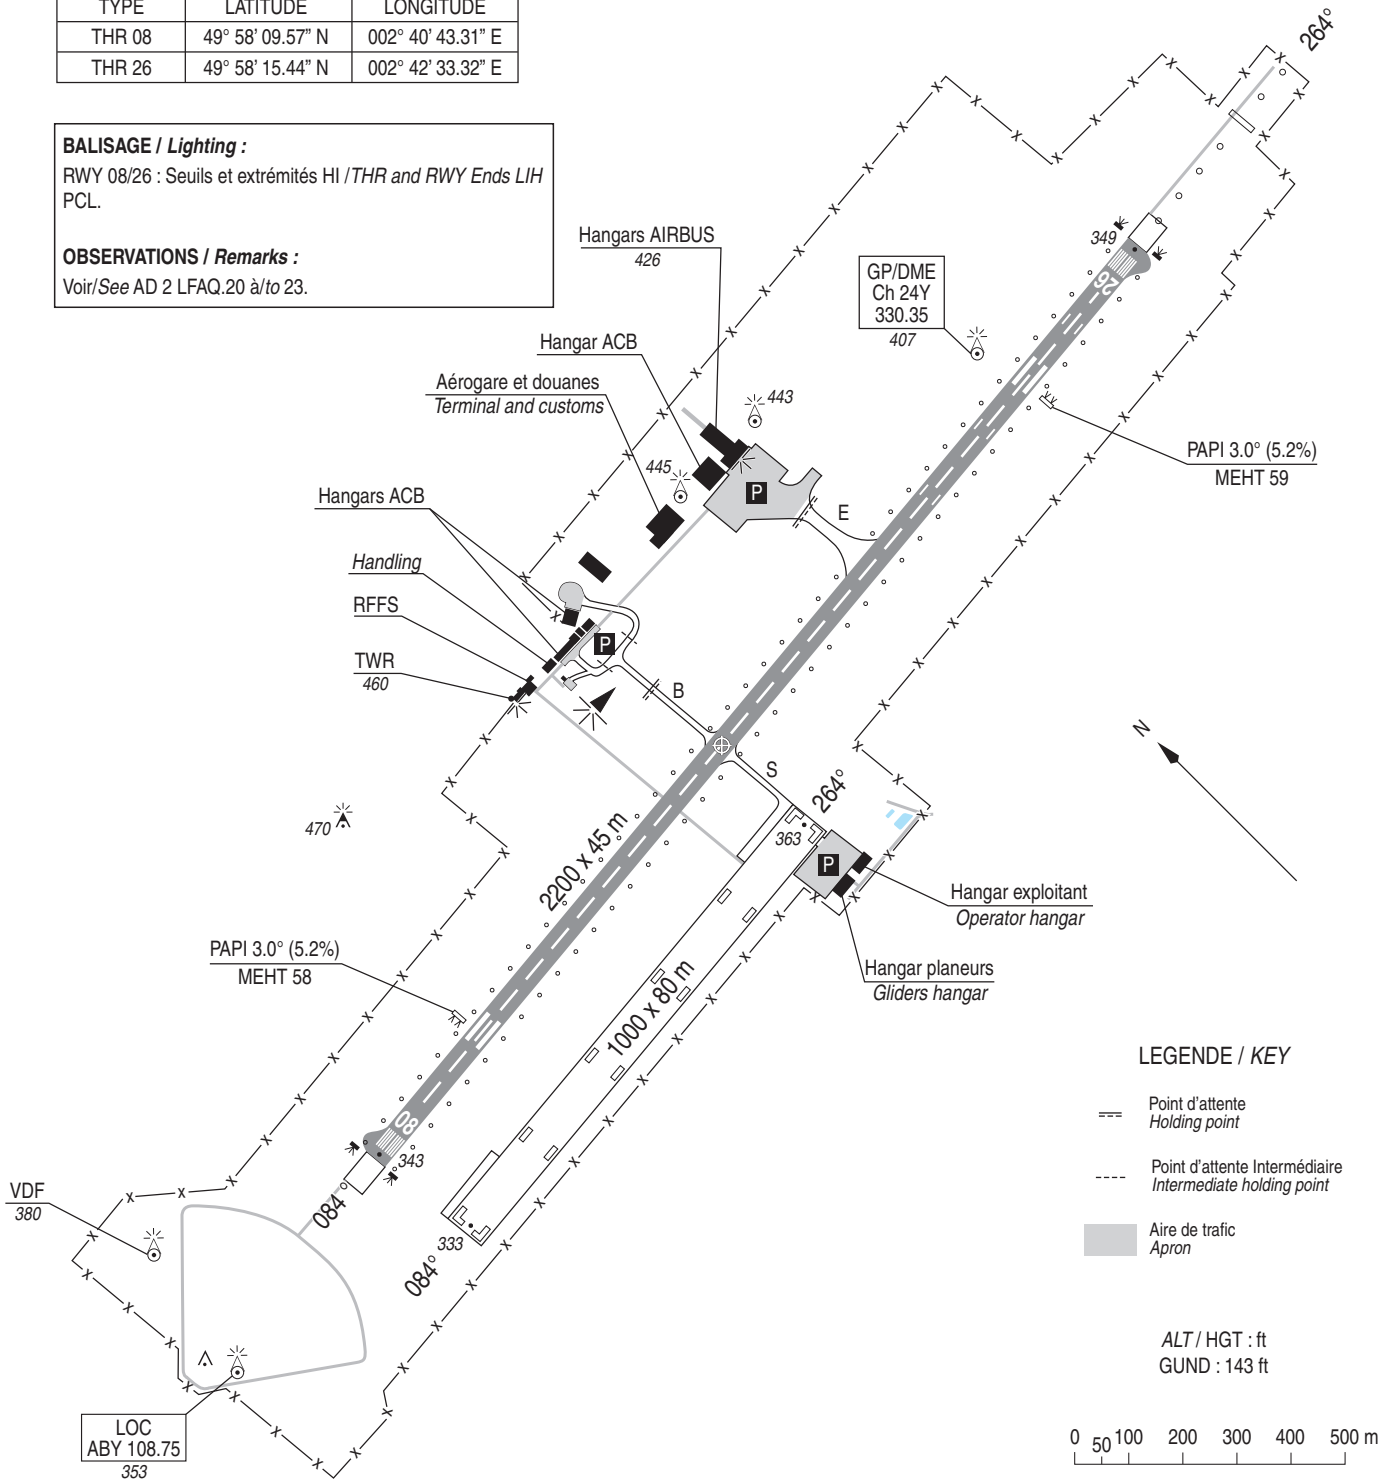 TYPE LATITUDE LONGITUDE
THR 08 49° 58’ 09.57” N 002° 40’ 43.31” E
THR 26 49° 58’ 15.44” N 002° 42’ 33.32” E
BALISAGE / Lighting :
RWY 08/26 : Seuils et extrémités HI / THR and RWY Ends LIH
PCL.
OBSERVATIONS / Remarks :
Voir/See AD 2 LFAQ.20 à/to 23.
264°
349
26
Hangars AIRBUS
426
GP/DME
Ch 24Y
330.35
407
Hangar ACB
Aérogare et douanes
Terminal and customs
443
445
P
E
PAPI 3.0° (5.2%)
MEHT 59
Hangars ACB
Handling
RFFS
TWR
460
P
B
S
264°
N
470
363
P
2200 x 45 m
Hangar exploitant
Operator hangar
PAPI 3.0° (5.2%)
MEHT 58
Hangar planeurs
Gliders hangar
1000 x 80 m
08
343
084°
VDF
380
333
084°
LOC
ABY 108.75
353
LEGENDE / KEY
Point d’attente
Holding point
Point d’attente Intermédiaire
Intermediate holding point
Aire de trafic
Apron
ALT / HGT : ft
GUND : 143 ft
0 50 100 200 300 400 500 m